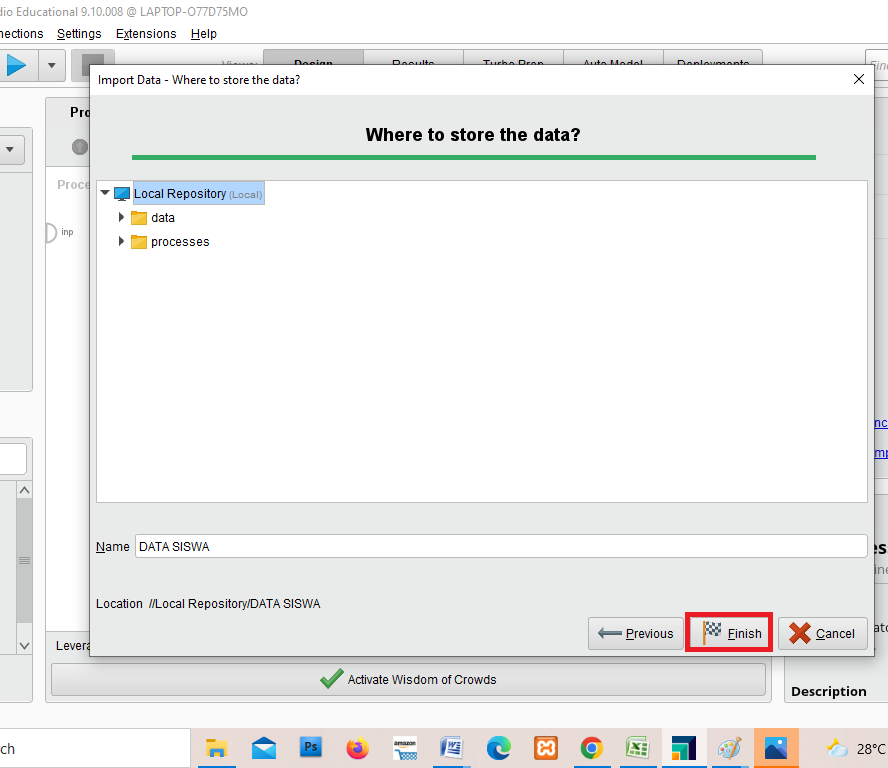 dio Educational 9.10.008 @ LAPTOP-O77D75MO
nections Settings Extensions Help
Views: Design Results Turbo Prep Auto Model Deployments Find
Import Data - Where to store the data?
Pro
Where to store the data?
Proce
Local Repository (Local)
data
inp
processes
Name DATA SISWA
Location //Local Repository/DATA SISWA
Previous Finish Cancel
Levera
Activate Wisdom of Crowds
Description
ch
Ps
amazon
28°C